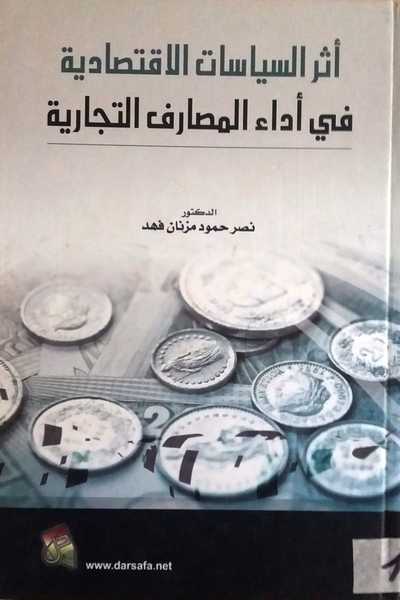 أثر السياسات الاقتصادية
في أداء المصارف التجارية
الدكتور
نصر حمود مزنان فهد
www.darsafa.net